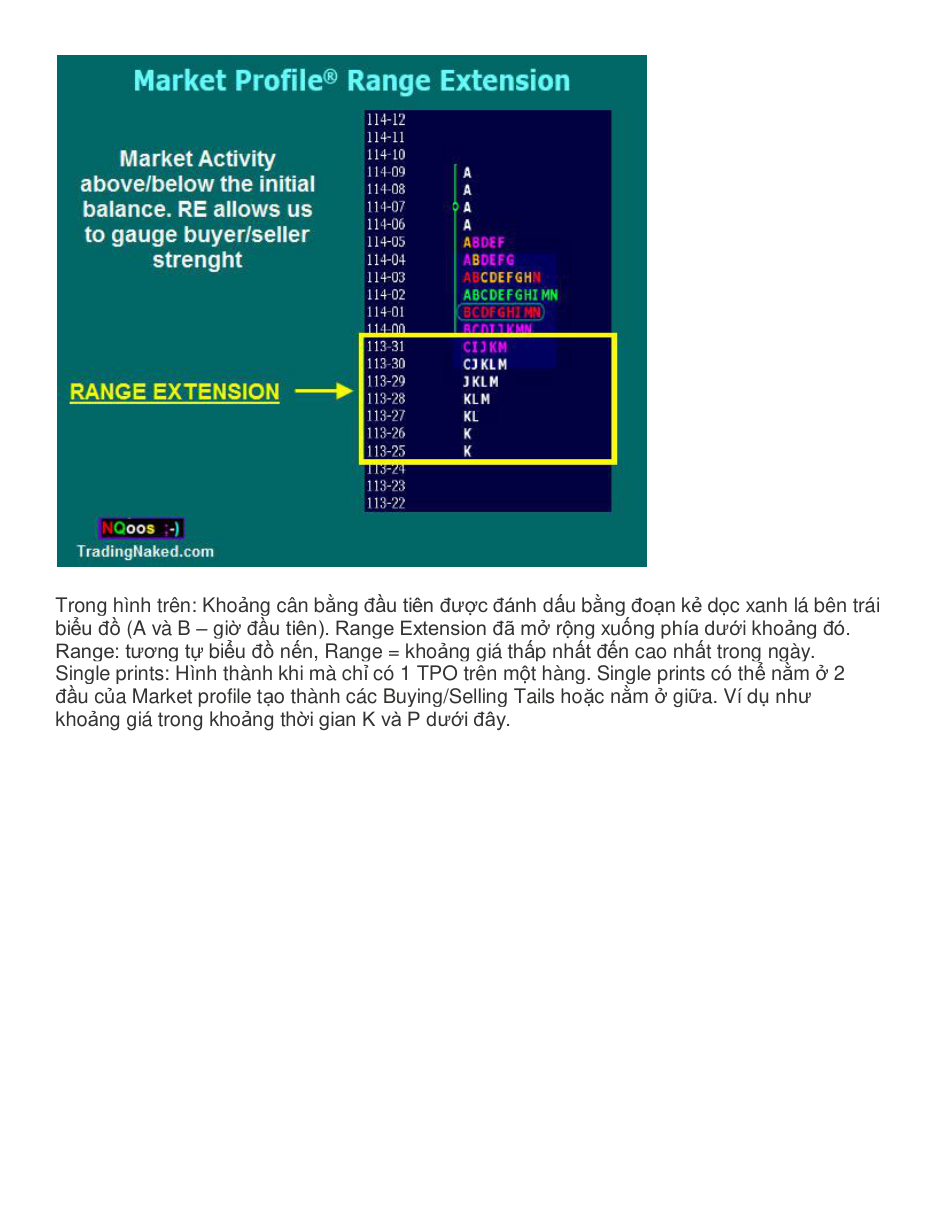 Market Profile® Range Extension
Market Activity
above/below the initial
balance. RE allows us
to gauge buyer/seller
strenght
RANGE EXTENSION
114-12
114-11
114-10
114-09 A
114-08 A
114-07 A
114-06 A
114-05 ABDEF
114-04 ABDEFG
114-03 ABCDEFGHN
114-02 ABCDEFGHIMN
114-01 BCDFGHIMN
114-00 BCDIJKMN
113-31 CIJKM
113-30 CJKLM
113-29 JKLM
113-28 KLM
113-27 KL
113-26 K
113-25 K
113-24
113-23
113-22
NQoos ;-)
TradingNaked.com
Trong hình trên: Khoảng cân bằng đầu tiên được đánh dấu bằng đoạn kẻ dọc xanh lá bên trái
biểu đồ (A và B – giờ đầu tiên). Range Extension đã mở rộng xuống phía dưới khoảng đó.
Range: tương tự biểu đồ nến, Range = khoảng giá thấp nhất đến cao nhất trong ngày.
Single prints: Hình thành khi mà chỉ có 1 TPO trên một hàng. Single prints có thể nằm ở 2
đầu của Market profile tạo thành các Buying/Selling Tails hoặc nằm ở giữa. Ví dụ như
khoảng giá trong khoảng thời gian K và P dưới đây.